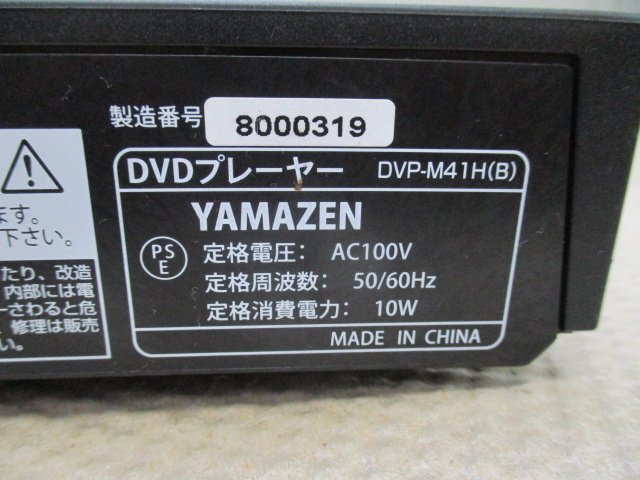 製造番号 8000319
DVDプレーヤー DVP-M41H(B)
YAMAZEN
PS
E
定格電圧： AC100V
定格周波数： 50/60Hz
定格消費電力： 10W
MADE IN CHINA
ます。
下さい。
たり、改造
内部には電
さわると危
修理は販売
い。